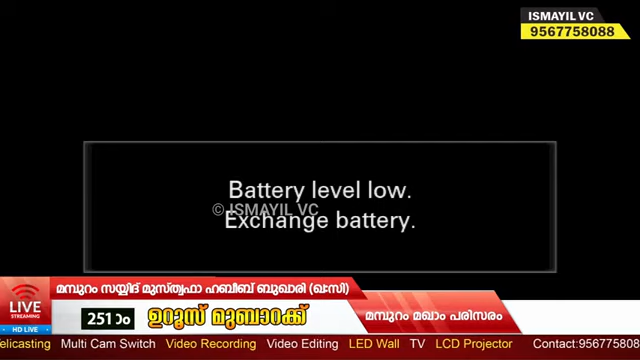 ISMAYIL VC
9567758088
Battery level low.
© ISMAYIL VC
Exchange battery.
മമ്പുറം സയ്യിദ് മുസ്ത്വഫാ ഹബീബ് ബുഖാരി (ഖ:സി)
LIVE
STREAMING
251ാം ഉറൂസ് മുബാറക്ക്
മമ്പുറം മഖാം പരിസരം
HD LIVE
elecasting Multi Cam Switch Video Recording Video Editing LED Wall TV LCD Projector Contact:956775808